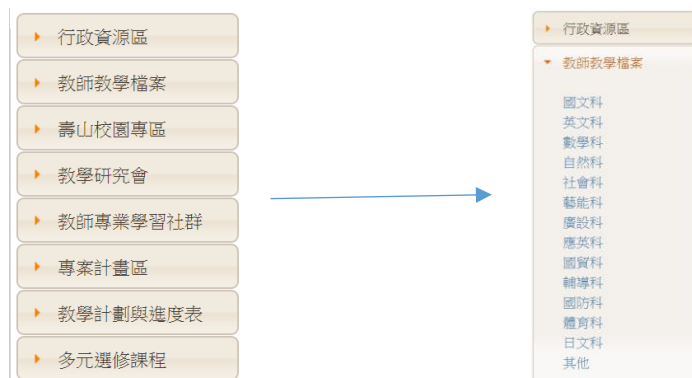 行政資源區
教師教學檔案
壽山校園專區
教學研究會
教師專業學習社群
專案計畫區
教學計劃與進度表
多元選修課程
行政資源區
教師教學檔案
國文科
英文科
數學科
自然科
社會科
藝能科
廣設科
應英科
國貿科
輔導科
國防科
體育科
日文科
其他